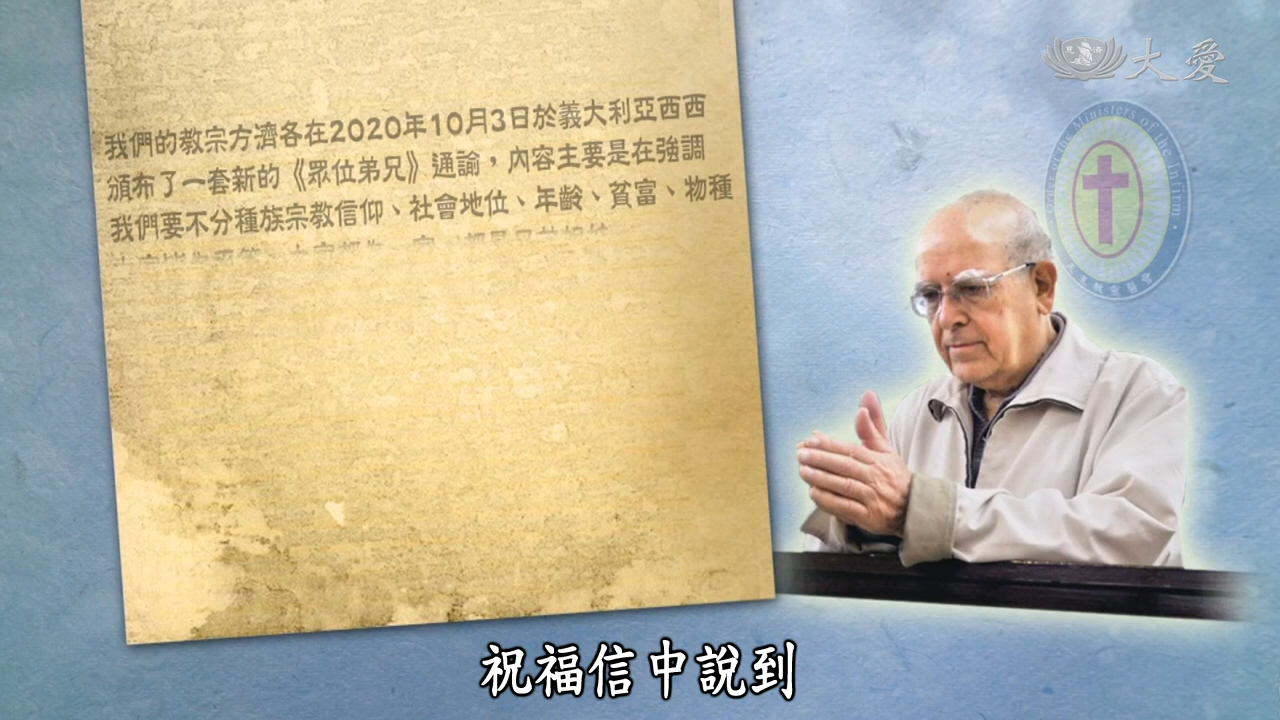 大愛
我們的教宗方濟各在2020年10月3日於義大利亞西西
頒布了一套新的《眾位弟兄》通諭，內容主要是在強調
我們要不分種族宗教信仰、社會地位、年齡、貧富、物種
Ministers of the Infirm
祝福信中說到